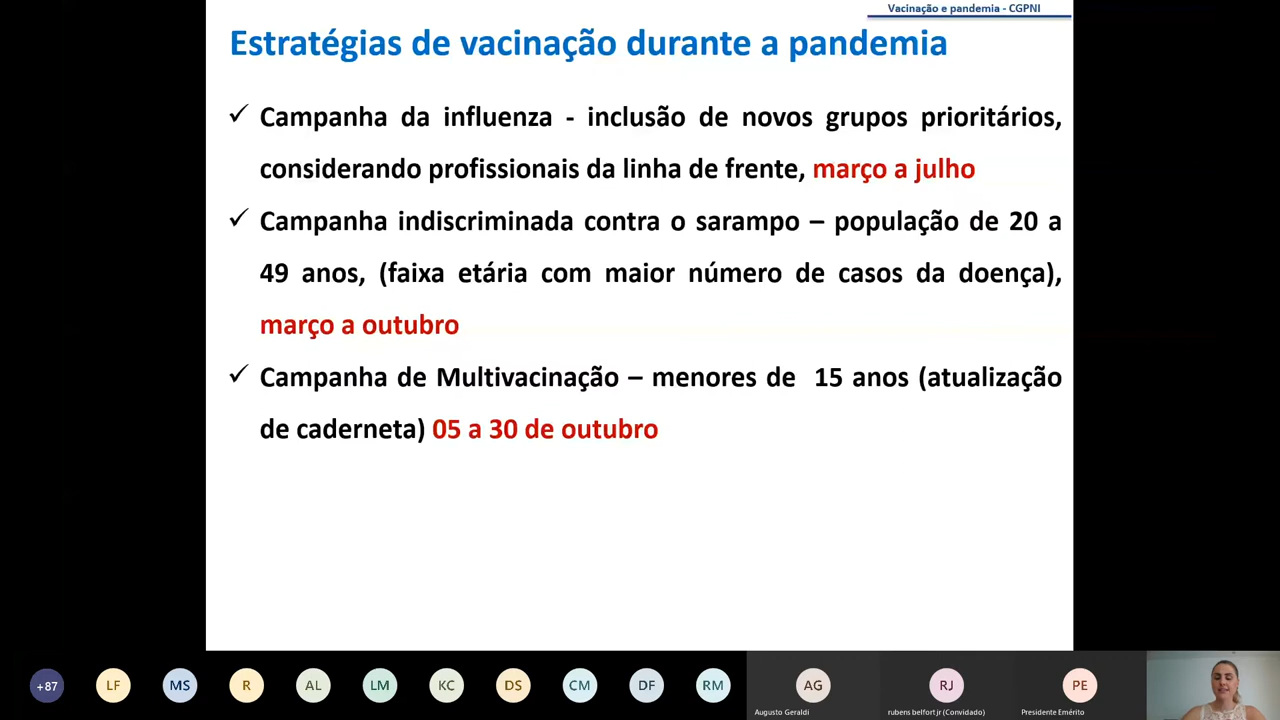 Vacinação e pandemia - CGPNI
Estratégias de vacinação durante a pandemia
✓ Campanha da influenza - inclusão de novos grupos prioritários,
considerando profissionais da linha de frente, março a julho
✓ Campanha indiscriminada contra o sarampo – população de 20 a
49 anos, (faixa etária com maior número de casos da doença),
março a outubro
✓ Campanha de Multivacinação – menores de 15 anos (atualização
de caderneta) 05 a 30 de outubro
+87 LF MS R AL LM KC DS CM DF RM AG RJ PE
Augusto Geraldi rubens belfort jr (Convidado) Presidente Emérito